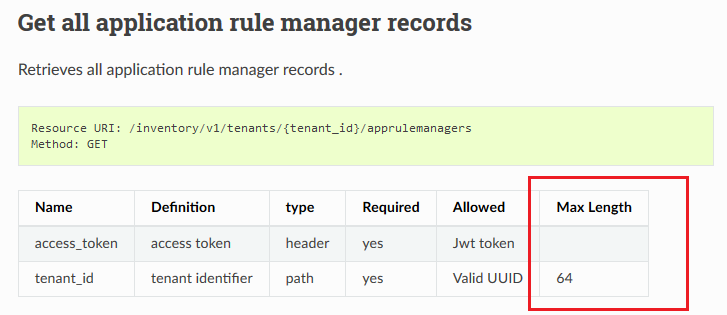 Get all application rule manager records
Retrieves all application rule manager records .
Resource URI: /inventory/v1/tenants/{tenant_id}/apprulemanagers
Method: GET
Name Definition type Required Allowed Max Length
access_token access token header yes Jwt token
tenant_id tenant identifier path yes Valid UUID 64